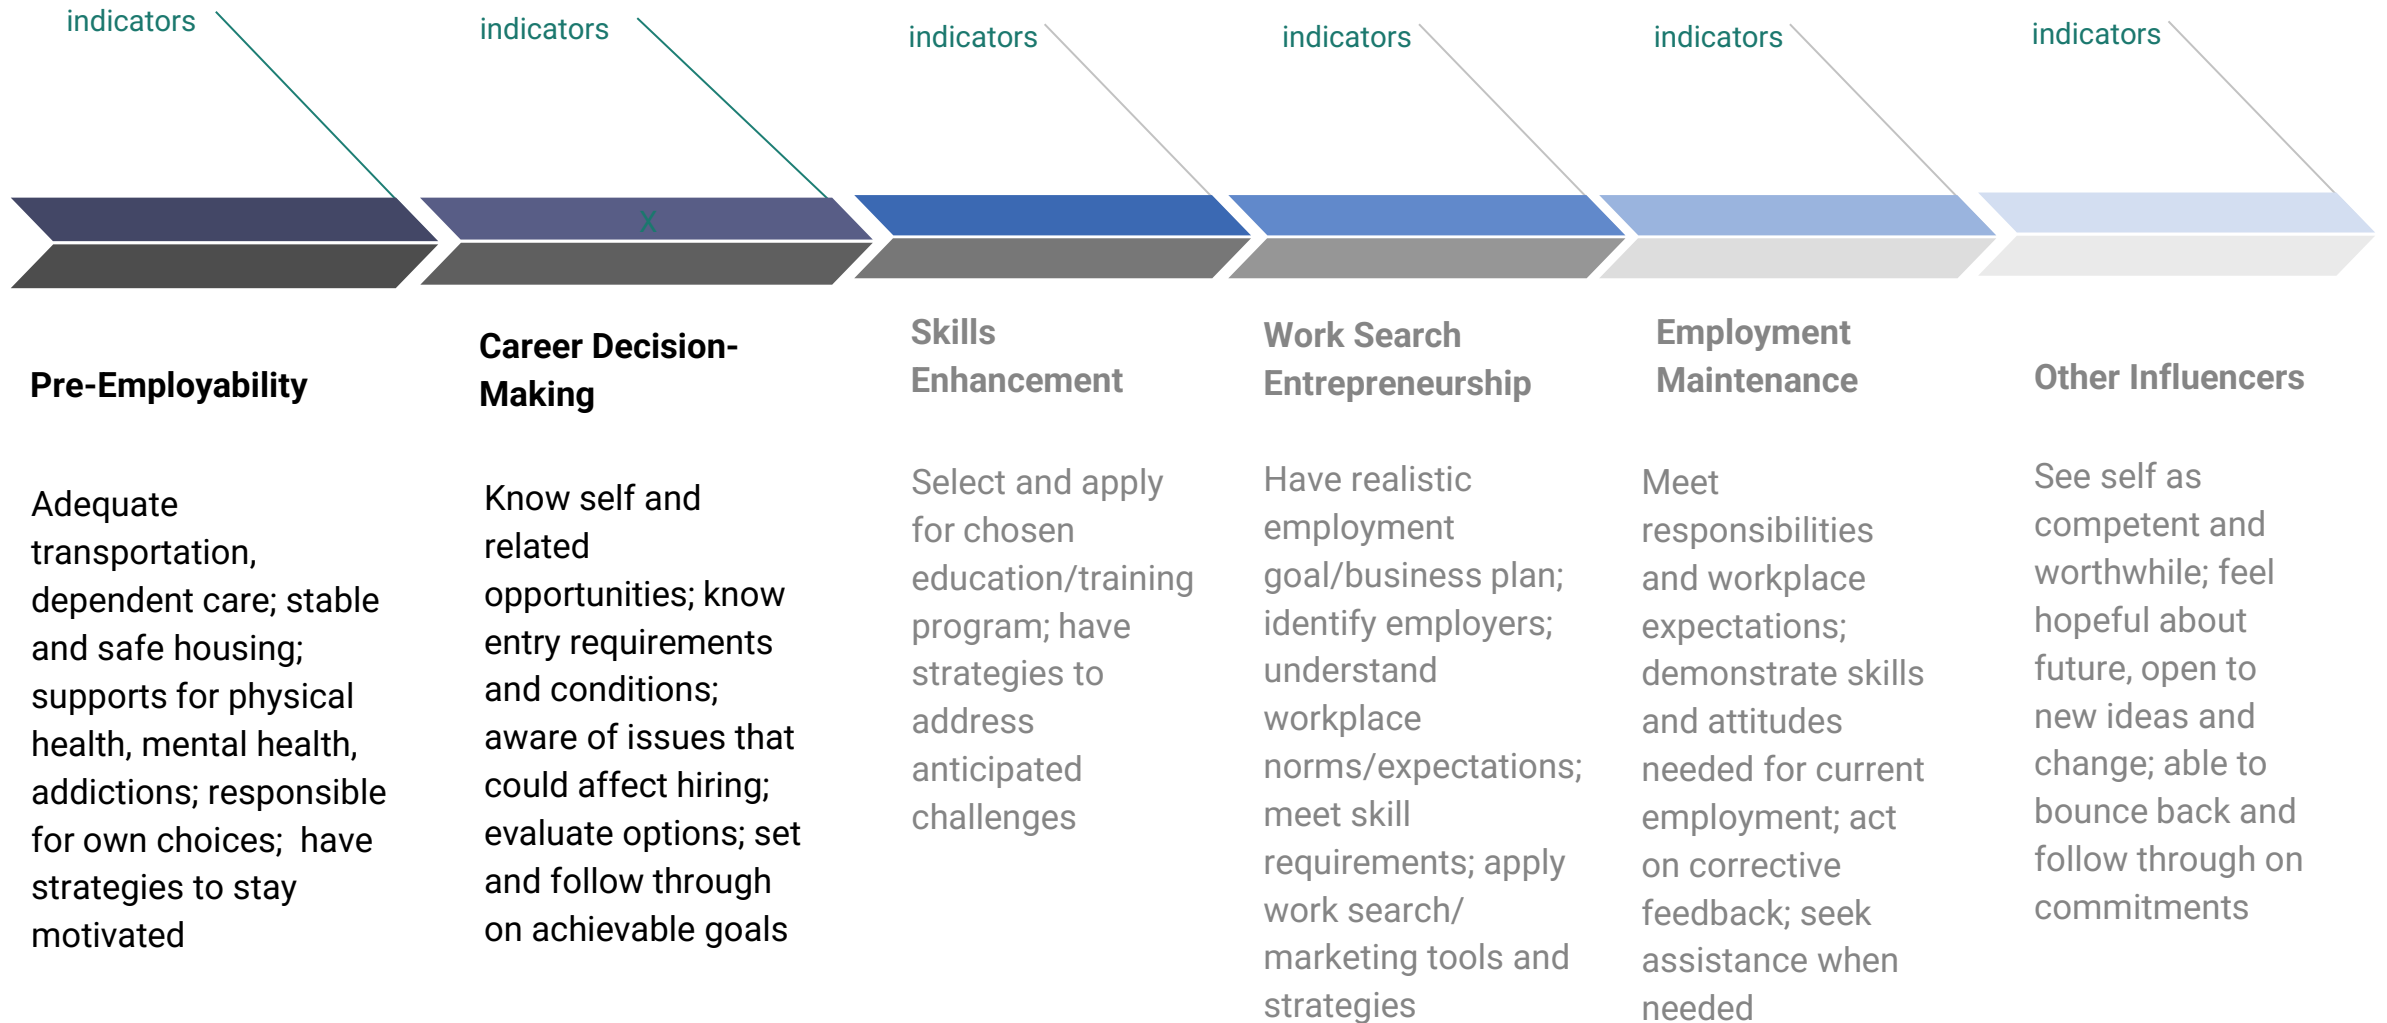 indicators
indicators
indicators
indicators
indicators
indicators
X
Pre-Employability
Adequate
transportation,
dependent care; stable
and safe housing;
supports for physical
health, mental health,
addictions; responsible
for own choices;  have
strategies to stay
motivated
Career Decision-
Making
Know self and
related
opportunities; know
entry requirements
and conditions;
aware of issues that
could affect hiring;
evaluate options; set
and follow through
on achievable goals
Skills
Enhancement
Select and apply
for chosen
education/training
program; have
strategies to
address
anticipated
challenges
Work Search
Entrepreneurship
Have realistic
employment
goal/business plan;
identify employers;
understand
workplace
norms/expectations;
meet skill
requirements; apply
work search/
marketing tools and
strategies
Employment
Maintenance
Meet
responsibilities
and workplace
expectations;
demonstrate skills
and attitudes
needed for current
employment; act
on corrective
feedback; seek
assistance when
needed
Other Influencers
See self as
competent and
worthwhile; feel
hopeful about
future, open to
new ideas and
change; able to
bounce back and
follow through on
commitments